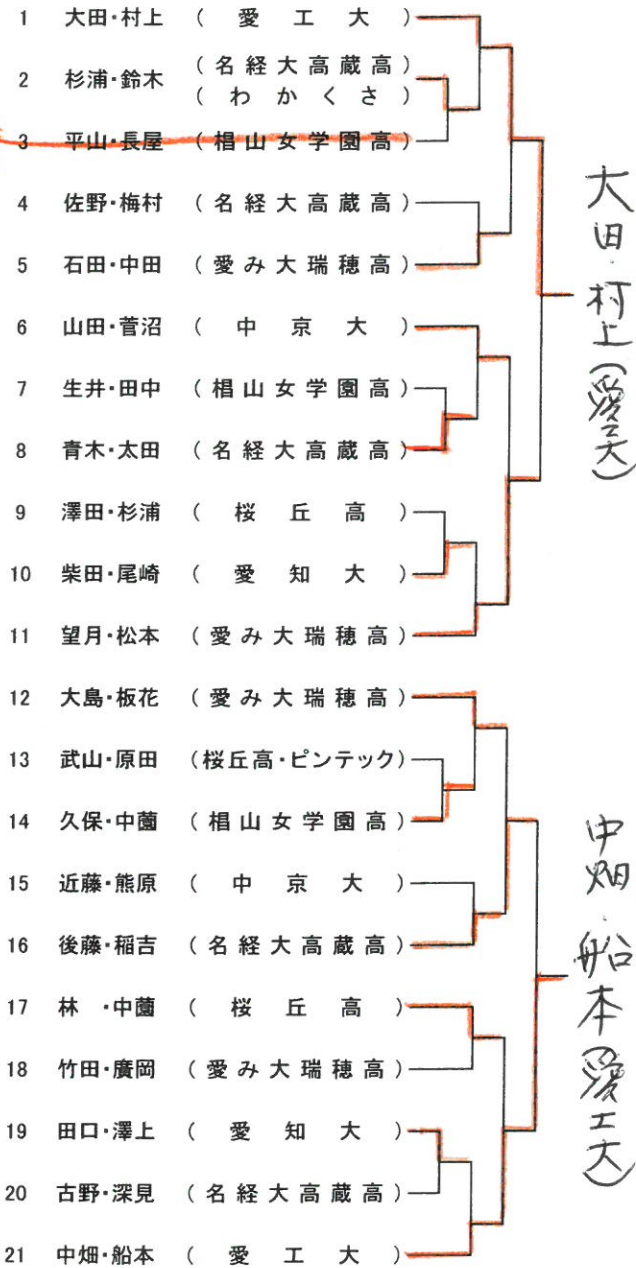 1 大田・村上 (愛工大)
2 杉浦・鈴木 (名経大高蔵高)
(わかくさ)
3 平山・長屋 (椙山女学園高)
4 佐野・梅村 (名経大高蔵高)
5 石田・中田 (愛み大瑞穂高)
6 山田・菅沼 (中京大)
7 生井・田中 (椙山女学園高)
8 青木・太田 (名経大高蔵高)
9 澤田・杉浦 (桜丘高)
10 柴田・尾崎 (愛知大)
11 望月・松本 (愛み大瑞穂高)
12 大島・板花 (愛み大瑞穂高)
13 武山・原田 (桜丘高・ピンテック)
14 久保・中薗 (椙山女学園高)
15 近藤・熊原 (中京大)
16 後藤・稲吉 (名経大高蔵高)
17 林・中薗 (桜丘高)
18 竹田・廣岡 (愛み大瑞穂高)
19 田口・澤上 (愛知大)
20 古野・深見 (名経大高蔵高)
21 中畑・船本 (愛工大)
大田・村上(愛工大)
中畑・船本(愛工大)